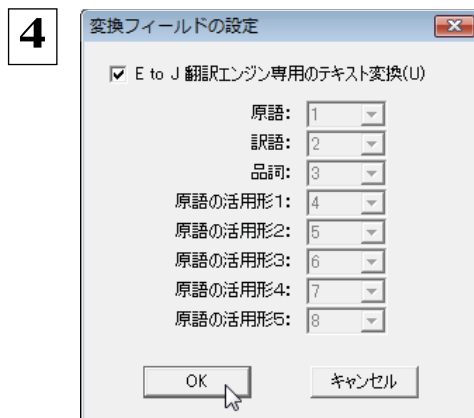 4
変換フィールドの設定
E to J 翻訳エンジン専用のテキスト変換(U)
原語: 1
訳語: 2
品詞: 3
原語の活用形1: 4
原語の活用形2: 5
原語の活用形3: 6
原語の活用形4: 7
原語の活用形5: 8
OK キャンセル